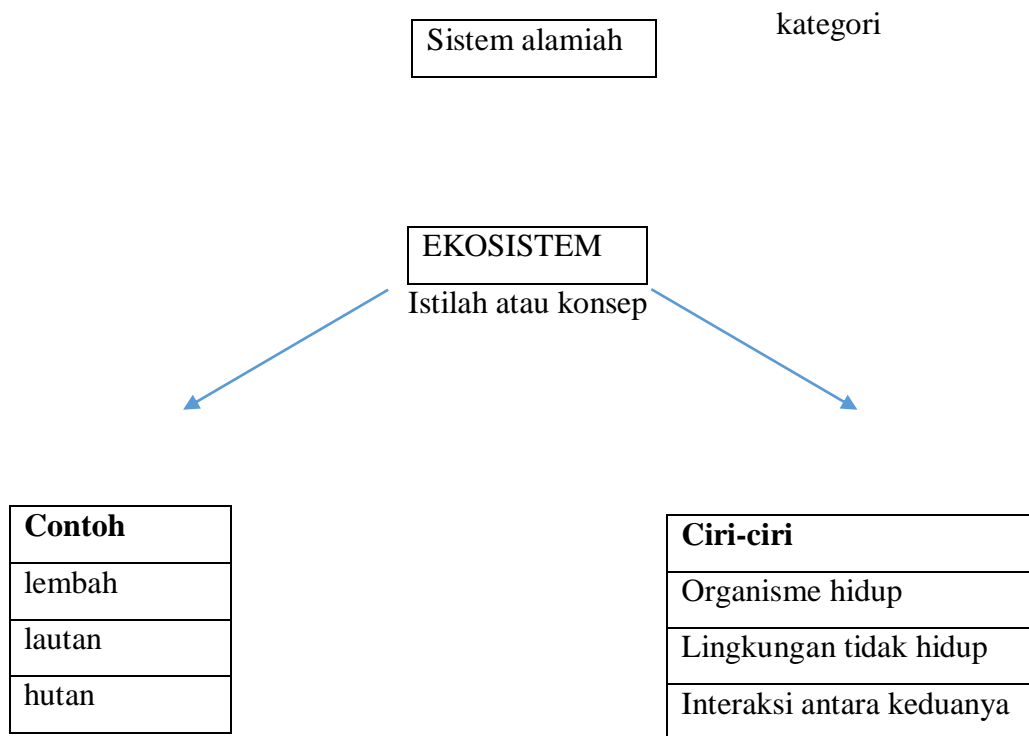 kategori
Sistem alamiah
EKOSISTEM
Istilah atau konsep
Contoh
lembah
lautan
hutan
Ciri-ciri
Organisme hidup
Lingkungan tidak hidup
Interaksi antara keduanya